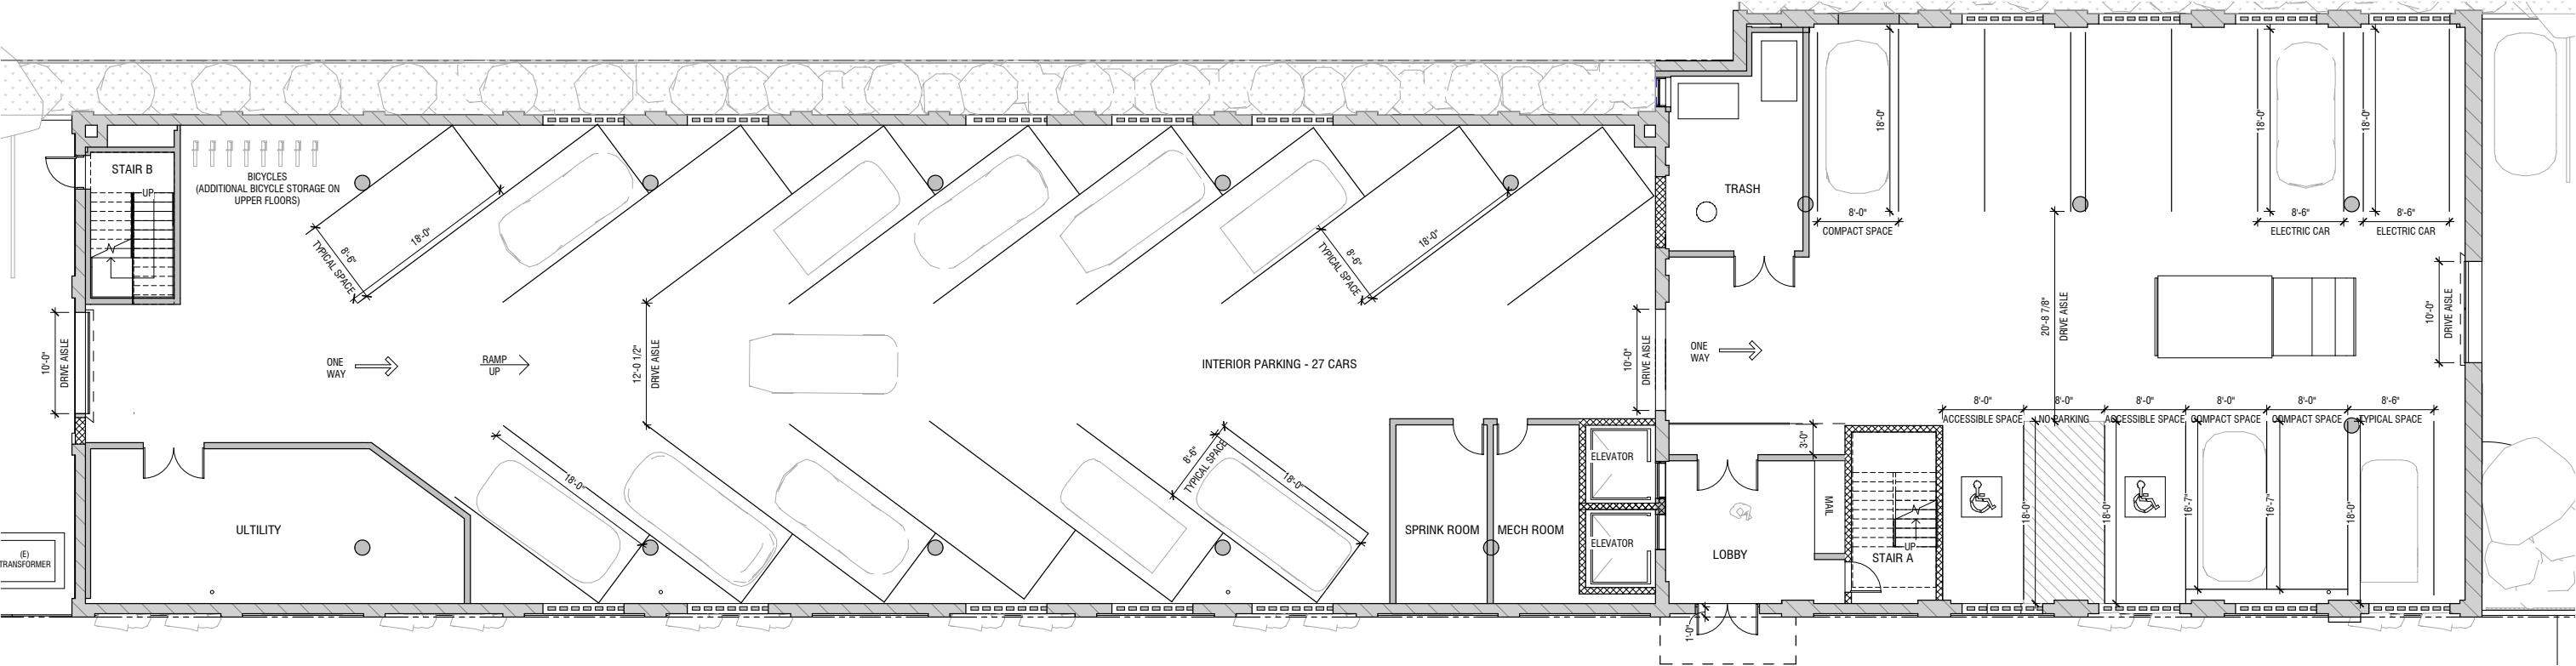 STAIR B
UP
BICYCLES
(ADDITIONAL BICYCLE STORAGE ON
UPPER FLOORS)
8'-6"
TYPICAL SPACE
18'-0"
8'-6"
TYPICAL SPACE
18'-0"
TRASH
18'-0"
8'-0"
COMPACT SPACE
18'-0"
18'-0"
8'-6"
ELECTRIC CAR
8'-6"
ELECTRIC CAR
10'-0"
DRIVE AISLE
ONE
WAY
RAMP
UP
12'-0 1/2"
DRIVE AISLE
INTERIOR PARKING - 27 CARS
10'-0"
DRIVE AISLE
ONE
WAY
20'-8 7/8"
DRIVE AISLE
10'-0"
DRIVE AISLE
8'-0"
ACCESSIBLE SPACE
8'-0"
NO PARKING
8'-0"
ACCESSIBLE SPACE
8'-0"
COMPACT SPACE
8'-0"
COMPACT SPACE
8'-6"
TYPICAL SPACE
(E)
TRANSFORMER
ULTILITY
18'-0"
8'-6"
TYPICAL SPACE
18'-0"
SPRINK ROOM
MECH ROOM
ELEVATOR
ELEVATOR
3'-0"
LOBBY
MAIL
UP
STAIR A
18'-0"
18'-0"
16'-7"
16'-7"
18'-0"
1'-0"